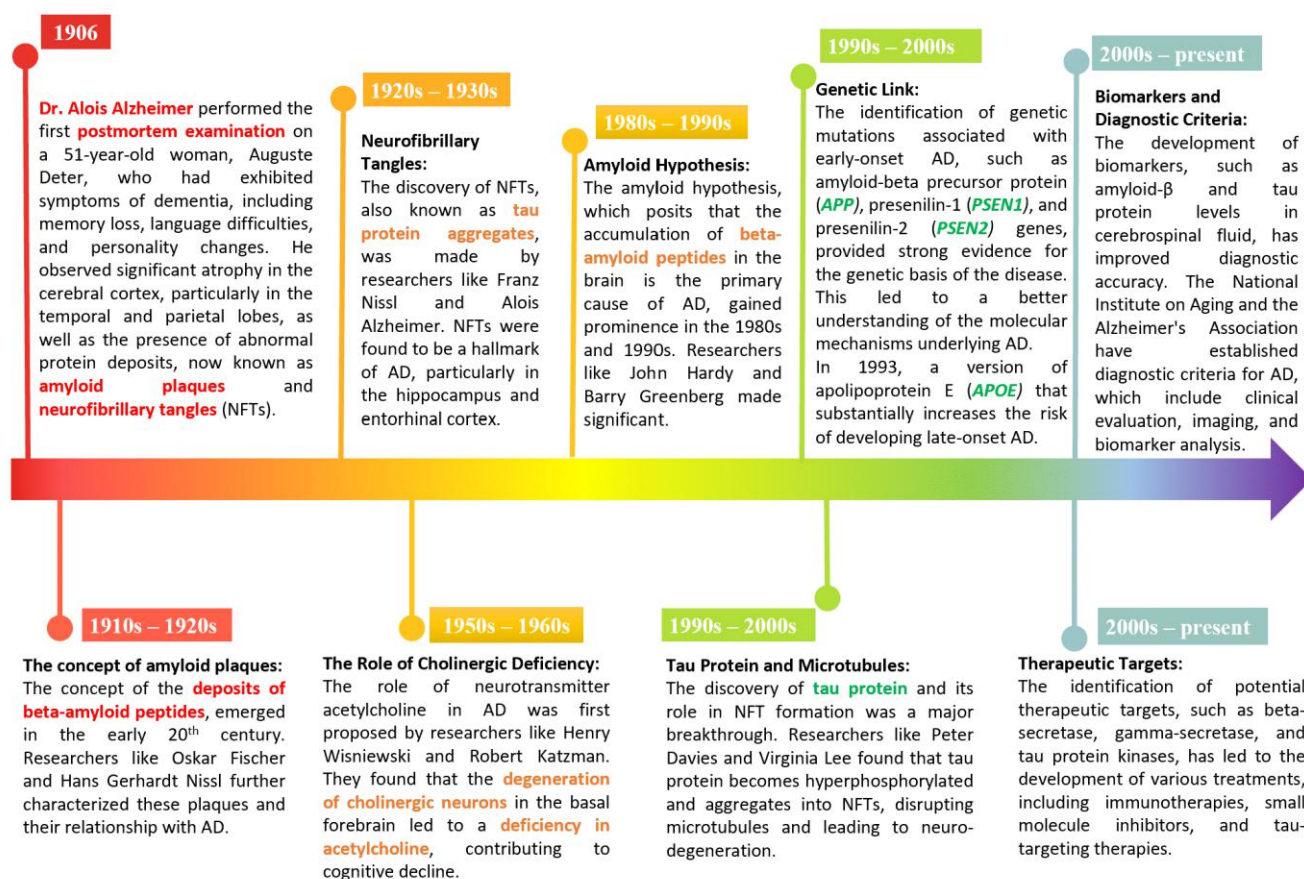 1906
Dr. Alois Alzheimer performed the
first postmortem examination on
a 51-year-old woman, Auguste
Deter, who had exhibited
symptoms of dementia, including
memory loss, language difficulties,
and personality changes. He
observed significant atrophy in the
cerebral cortex, particularly in the
temporal and parietal lobes, as
well as the presence of abnormal
protein deposits, now known as
amyloid plaques and
neurofibrillary tangles (NFTs).
1920s – 1930s
Neurofibrillary
Tangles:
The discovery of NFTs,
also known as tau
protein aggregates,
was made by
researchers like Franz
Nissl and Alois
Alzheimer. NFTs were
found to be a hallmark
of AD, particularly in
the hippocampus and
entorhinal cortex.
1980s – 1990s
Amyloid Hypothesis:
The amyloid hypothesis,
which posits that the
accumulation of beta-
amyloid peptides in the
brain is the primary
cause of AD, gained
prominence in the 1980s
and 1990s. Researchers
like John Hardy and
Barry Greenberg made
significant.
1990s – 2000s
Genetic Link:
The identification of genetic
mutations associated with
early-onset AD, such as
amyloid-beta precursor protein
(APP), presenilin-1 (PSEN1), and
presenilin-2 (PSEN2) genes,
provided strong evidence for
the genetic basis of the disease.
This led to a better
understanding of the molecular
mechanisms underlying AD.
In 1993, a version of
apolipoprotein E (APOE) that
substantially increases the risk
of developing late-onset AD.
2000s – present
Biomarkers and
Diagnostic Criteria:
The development of
biomarkers, such as
amyloid-β and tau
protein levels in
cerebrospinal fluid, has
improved diagnostic
accuracy. The National
Institute on Aging and the
Alzheimer's Association
have established
diagnostic criteria for AD,
which include clinical
evaluation, imaging, and
biomarker analysis.
1910s – 1920s
The concept of amyloid plaques:
The concept of the deposits of
beta-amyloid peptides, emerged
in the early 20th century.
Researchers like Oskar Fischer
and Hans Gerhardt Nissl further
characterized these plaques and
their relationship with AD.
1950s – 1960s
The Role of Cholinergic Deficiency:
The role of neurotransmitter
acetylcholine in AD was first
proposed by researchers like Henry
Wisniewski and Robert Katzman.
They found that the degeneration
of cholinergic neurons in the basal
forebrain led to a deficiency in
acetylcholine, contributing to
cognitive decline.
1990s – 2000s
Tau Protein and Microtubules:
The discovery of tau protein and its
role in NFT formation was a major
breakthrough. Researchers like Peter
Davies and Virginia Lee found that tau
protein becomes hyperphosphorylated
and aggregates into NFTs, disrupting
microtubules and leading to neuro-
degeneration.
2000s – present
Therapeutic Targets:
The identification of potential
therapeutic targets, such as beta-
secretase, gamma-secretase, and
tau protein kinases, has led to the
development of various treatments,
including immunotherapies, small
molecule inhibitors, and tau-
targeting therapies.